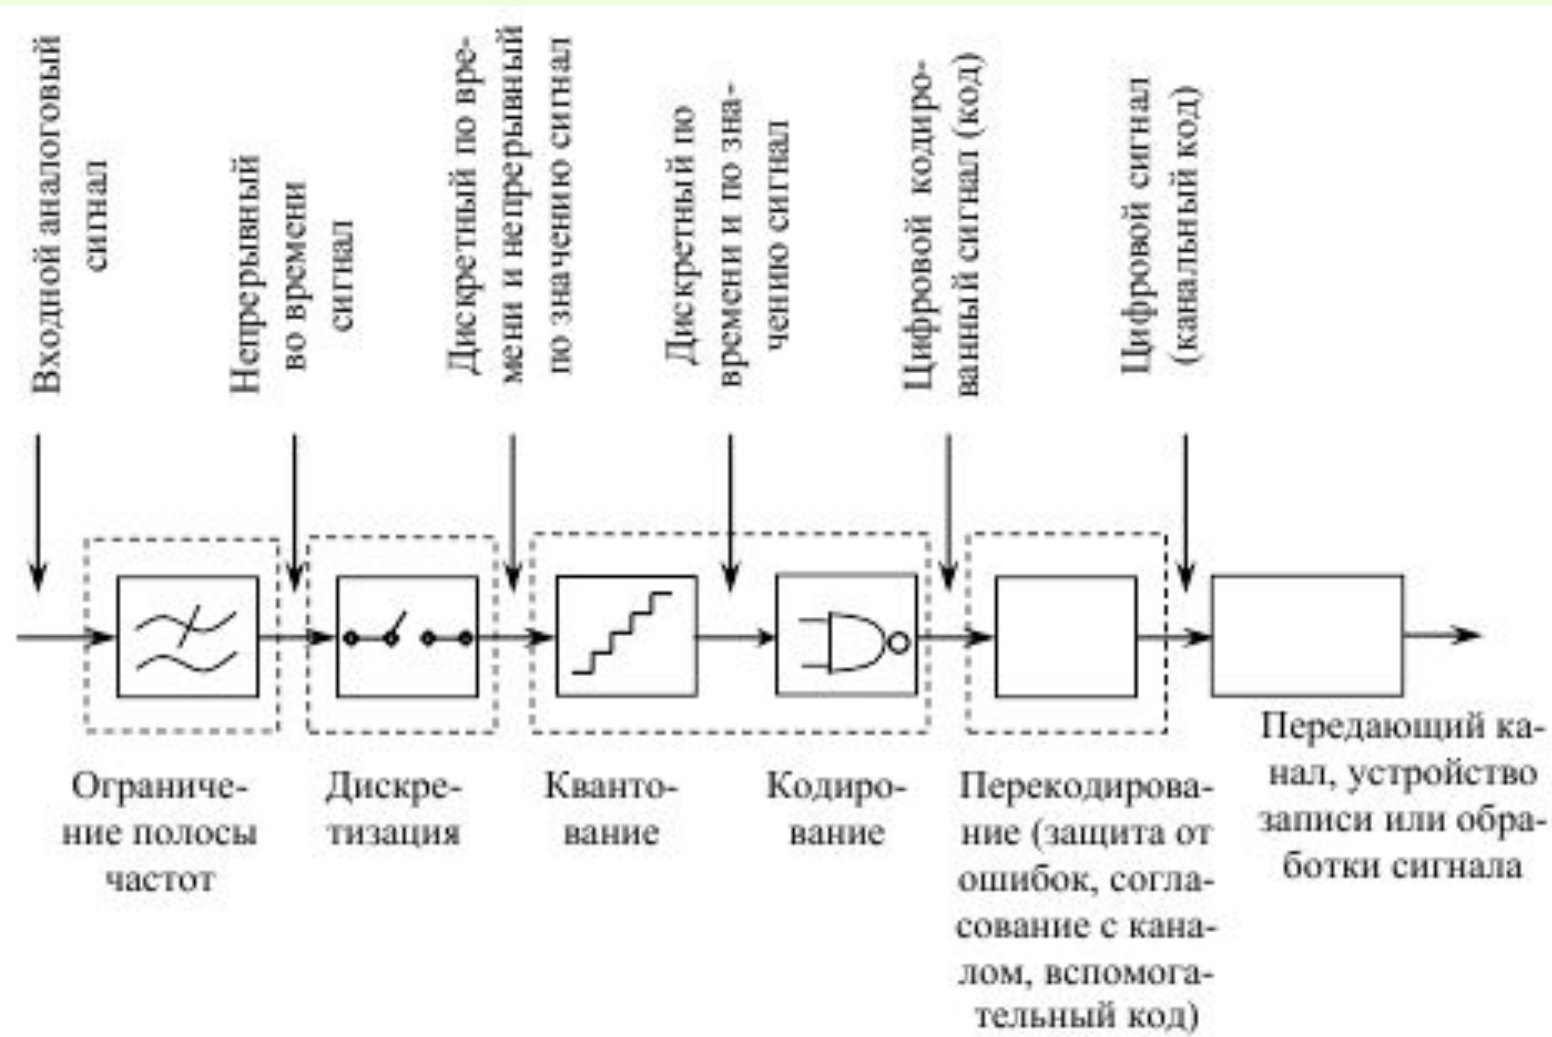 Входной аналоговый
сигнал
Непрерывный
во времени
сигнал
Дискретный по вре-
мени и непрерывный
по значению сигнал
Дискретный по
времени и по зна-
чению сигнал
Цифровой кодиро-
ванный сигнал (код)
Цифровой сигнал
(канальный код)
Ограниче-
ние полосы
частот
Дискре-
тизация
Кванто-
вание
Кодиро-
вание
Перекодирова-
ние (защита от
ошибок, согла-
сование с кана-
лом, вспомога-
тельный код)
Передающий ка-
нал, устройство
записи или обра-
ботки сигнала